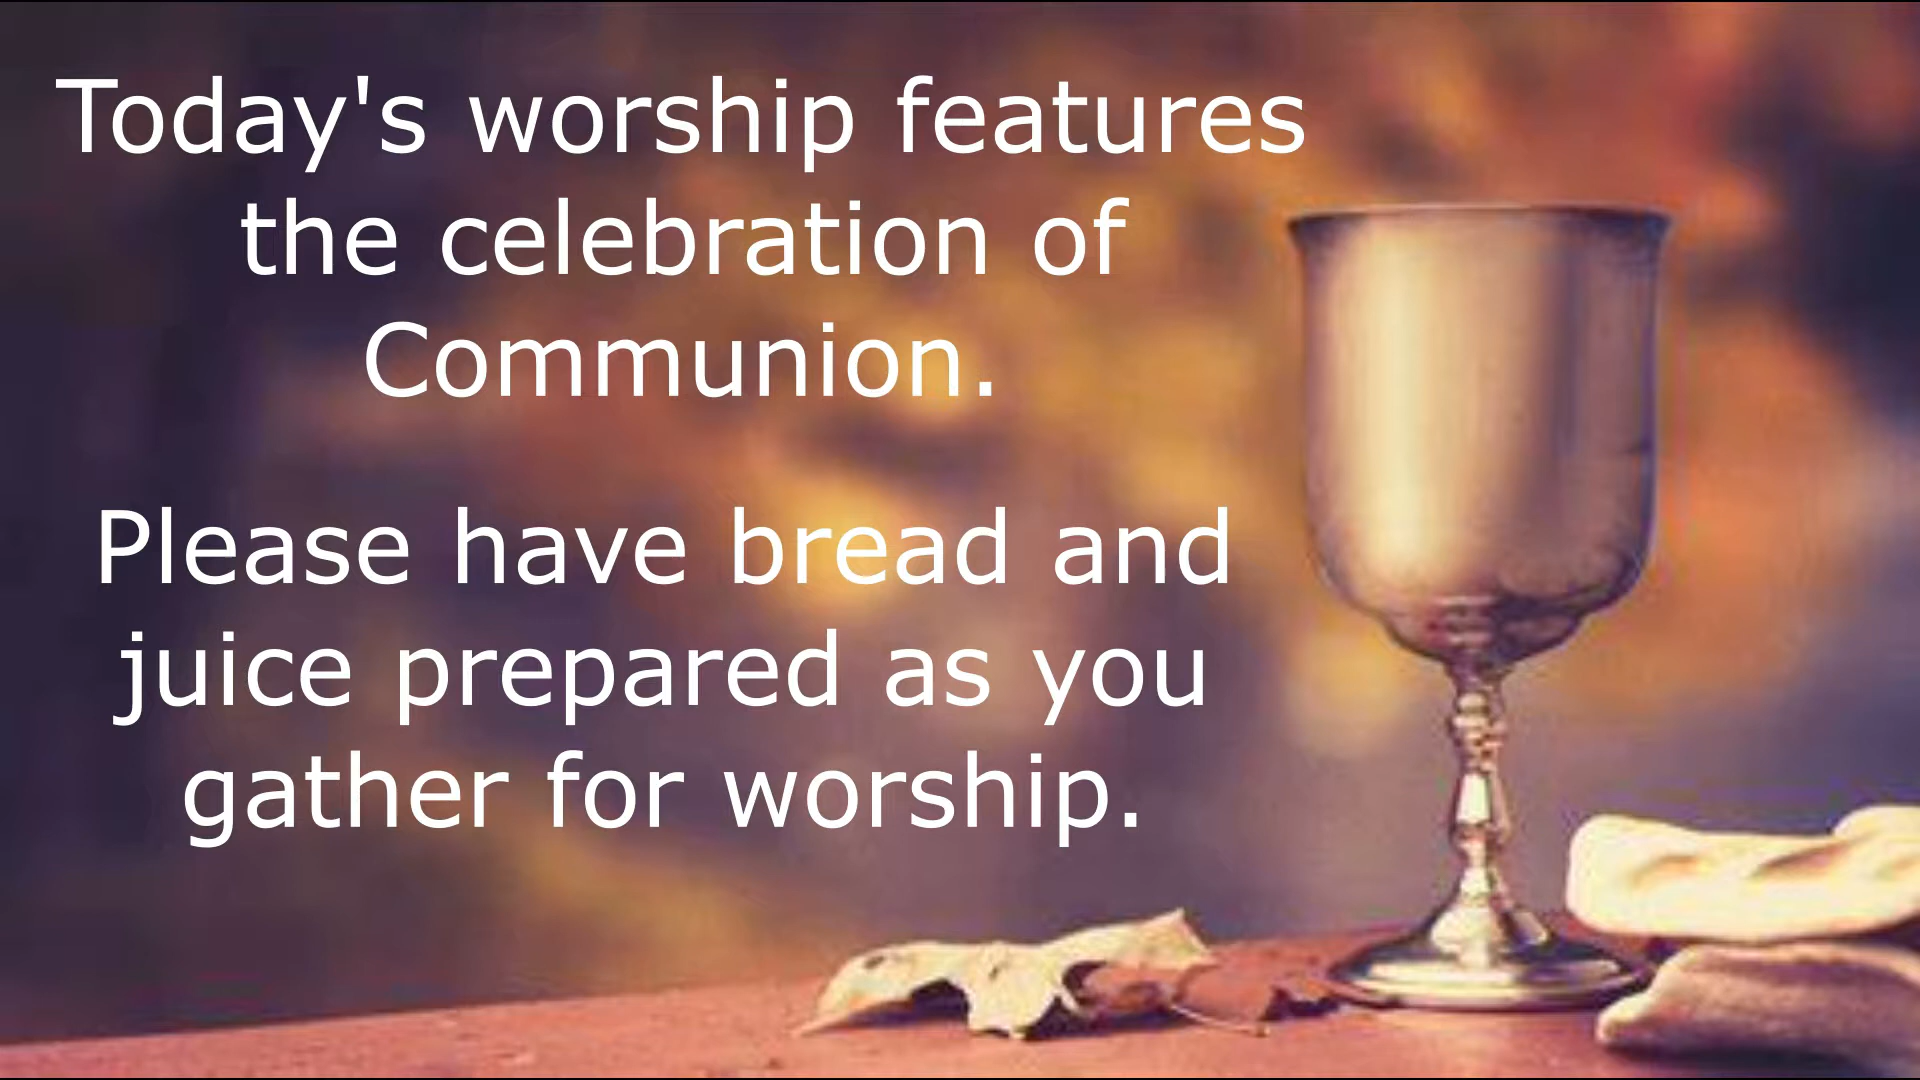 Today's worship features
the celebration of
Communion.
Please have bread and
juice prepared as you
gather for worship.